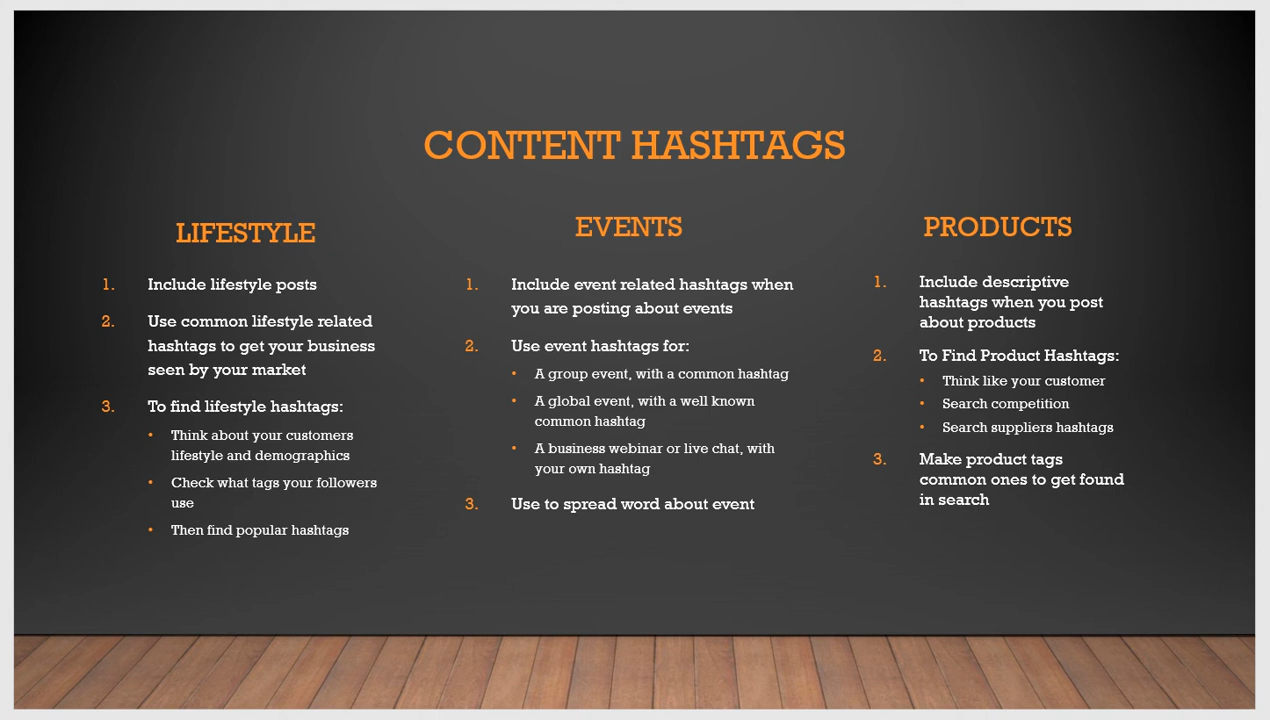 CONTENT HASHTAGS
LIFESTYLE
1. Include lifestyle posts
2. Use common lifestyle related
hashtags to get your business
seen by your market
3. To find lifestyle hashtags:
• Think about your customers
lifestyle and demographics
• Check what tags your followers
use
• Then find popular hashtags
EVENTS
1. Include event related hashtags when
you are posting about events
2. Use event hashtags for:
• A group event, with a common hashtag
• A global event, with a well known
common hashtag
• A business webinar or live chat, with
your own hashtag
3. Use to spread word about event
PRODUCTS
1. Include descriptive
hashtags when you post
about products
2. To Find Product Hashtags:
• Think like your customer
• Search competition
• Search suppliers hashtags
3. Make product tags
common ones to get found
in search